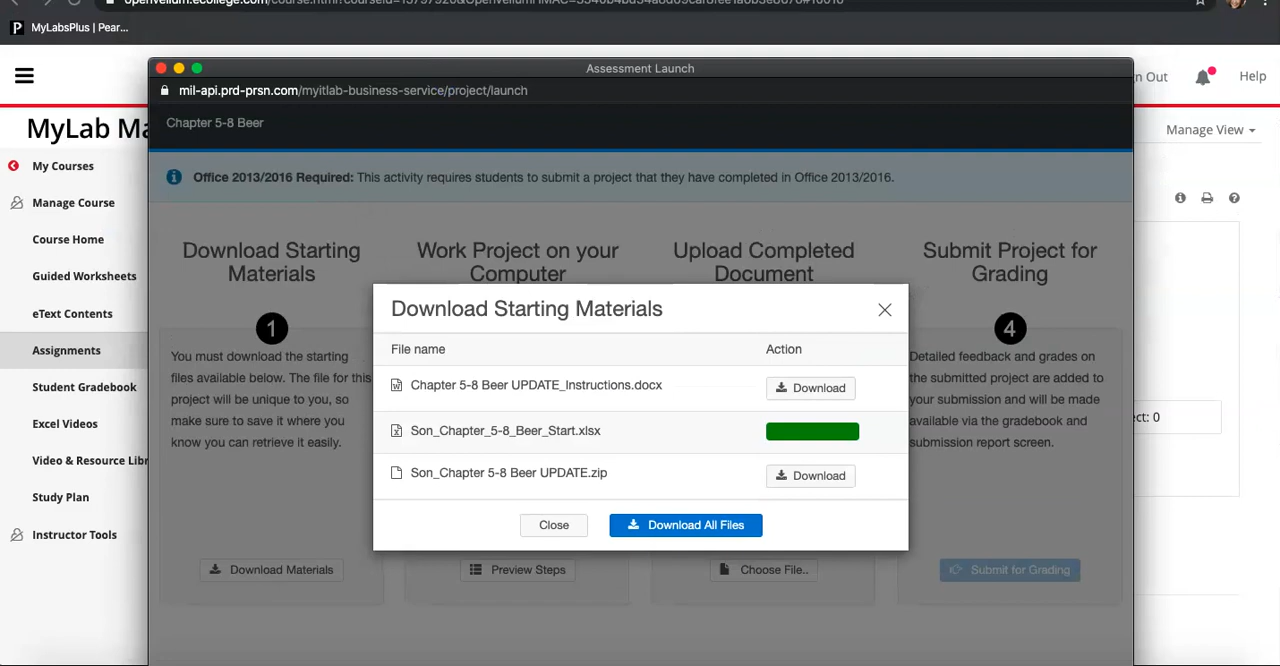 MyLabsPlus | Pear...
Assessment Launch
mil-api.prd-prsn.com/myitlab-business-service/project/launch
Chapter 5-8 Beer
n Out
Help
MyLab Ma
Manage View
My Courses
Manage Course
Course Home
Guided Worksheets
eText Contents
Assignments
Student Gradebook
Excel Videos
Video & Resource Libr
Study Plan
Instructor Tools
Office 2013/2016 Required: This activity requires students to submit a project that they have completed in Office 2013/2016.
Download Starting
Materials
1
You must download the starting
files available below. The file for this
project will be unique to you, so
make sure to save it where you
know you can retrieve it easily.
Download Materials
Work Project on your
Computer
Preview Steps
Upload Completed
Document
Choose File..
Submit Project for
Grading
4
Detailed feedback and grades on
the submitted project are added to
your submission and will be made
available via the gradebook and
submission report screen.
Submit for Grading
ect: 0
Download Starting Materials
File name
Action
Chapter 5-8 Beer UPDATE_Instructions.docx
Download
Son_Chapter_5-8_Beer_Start.xlsx
Son_Chapter 5-8 Beer UPDATE.zip
Download
Close
Download All Files